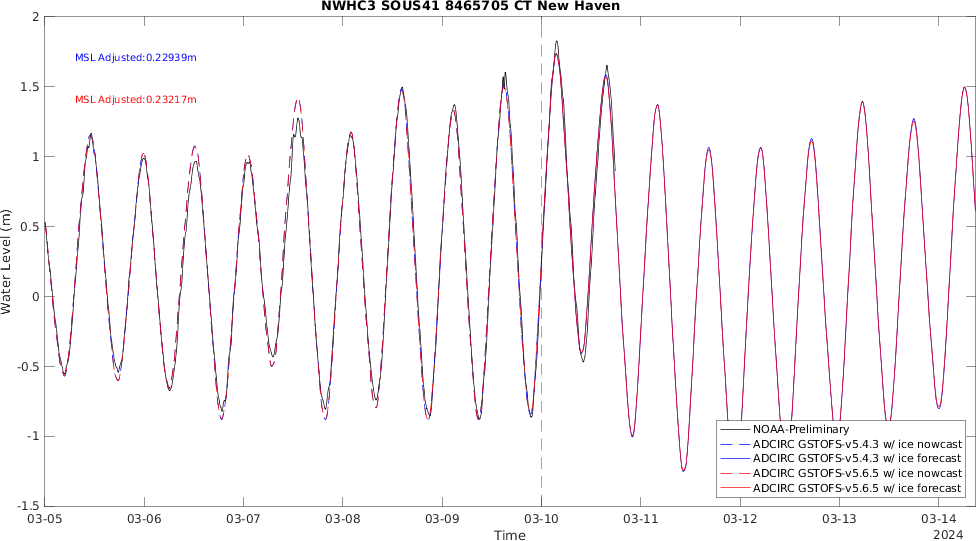 NWHC3 SOUS41 8465705 CT New Haven
2
MSL Adjusted:0.22939m
1.5
MSL Adjusted:0.23217m
1
0.5
Water Level (m)
0
-0.5
-1
NOAA-Preliminary
ADCIRC GSTOFS-v5.4.3 w/ ice nowcast
ADCIRC GSTOFS-v5.4.3 w/ ice forecast
ADCIRC GSTOFS-v5.6.5 w/ ice nowcast
ADCIRC GSTOFS-v5.6.5 w/ ice forecast
-1.5
03-05 03-06 03-07 03-08 03-09 03-10 03-11 03-12 03-13 03-14
Time
2024